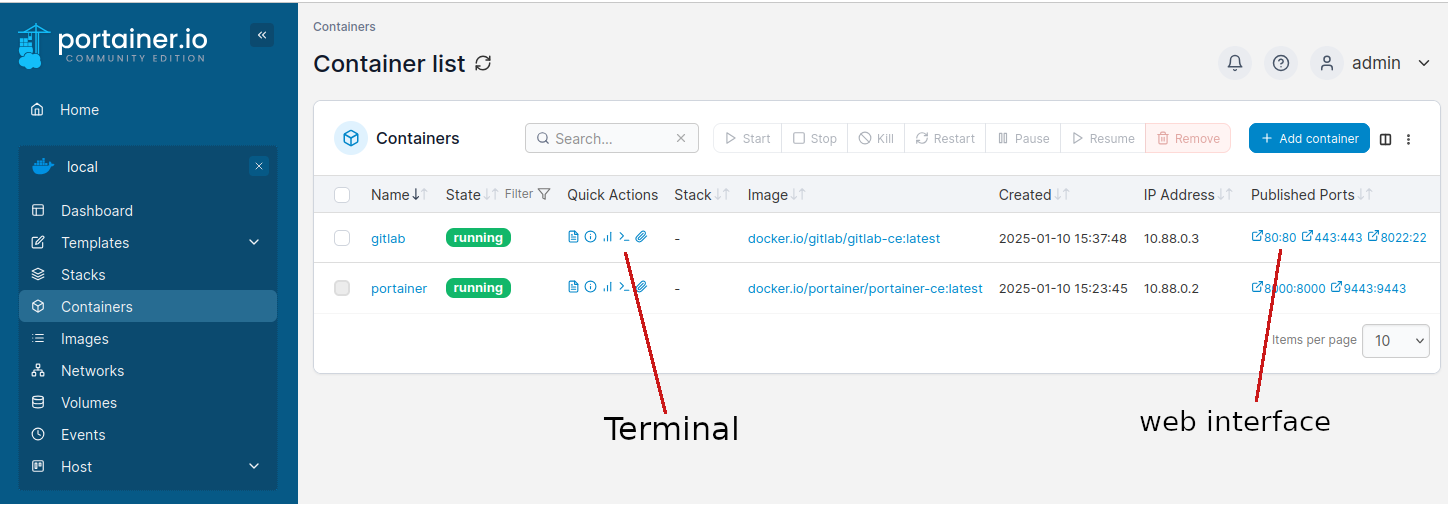 portainer.io
COMMUNITY EDITION
Home
local
Dashboard
Templates
Stacks
Containers
Images
Networks
Volumes
Events
Host
Containers
Container list
admin
Containers Search... Start Stop Kill Restart Pause Resume Remove + Add container
Name State Filter Quick Actions Stack Image Created IP Address Published Ports
gitlab running - docker.io/gitlab/gitlab-ce:latest 2025-01-10 15:37:48 10.88.0.3 80:80 443:443 8022:22
portainer running - docker.io/portainer/portainer-ce:latest 2025-01-10 15:23:45 10.88.0.2 8000:8000 9443:9443
Items per page 10
Terminal
web interface